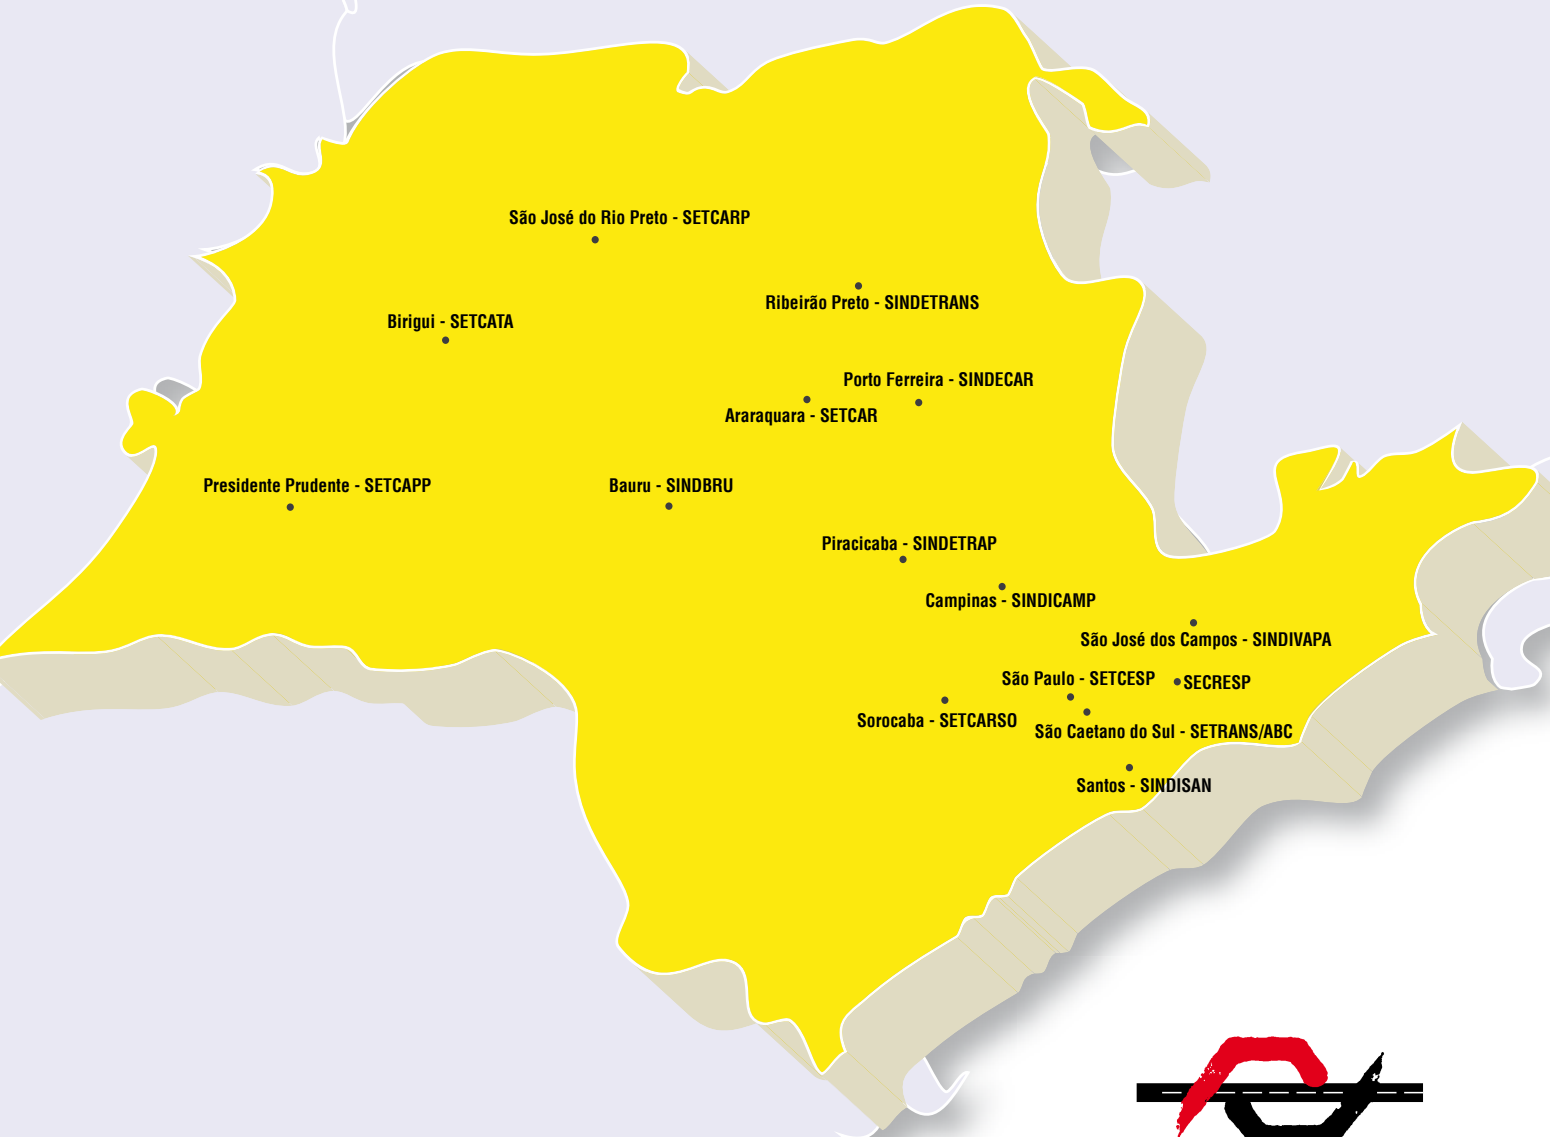 São José do Rio Preto - SETCARP
Ribeirão Preto - SINDETRANS
Birigui - SETCATA
Porto Ferreira - SINDECAR
Araraquara - SETCAR
Presidente Prudente - SETCAPP
Bauru - SINDBRU
Piracicaba - SINDETRAP
Campinas - SINDICAMP
São José dos Campos - SINDIVAPA
São Paulo - SETCESP
SECRESP
Sorocaba - SETCARSO
São Caetano do Sul - SETRANS/ABC
Santos - SINDISAN